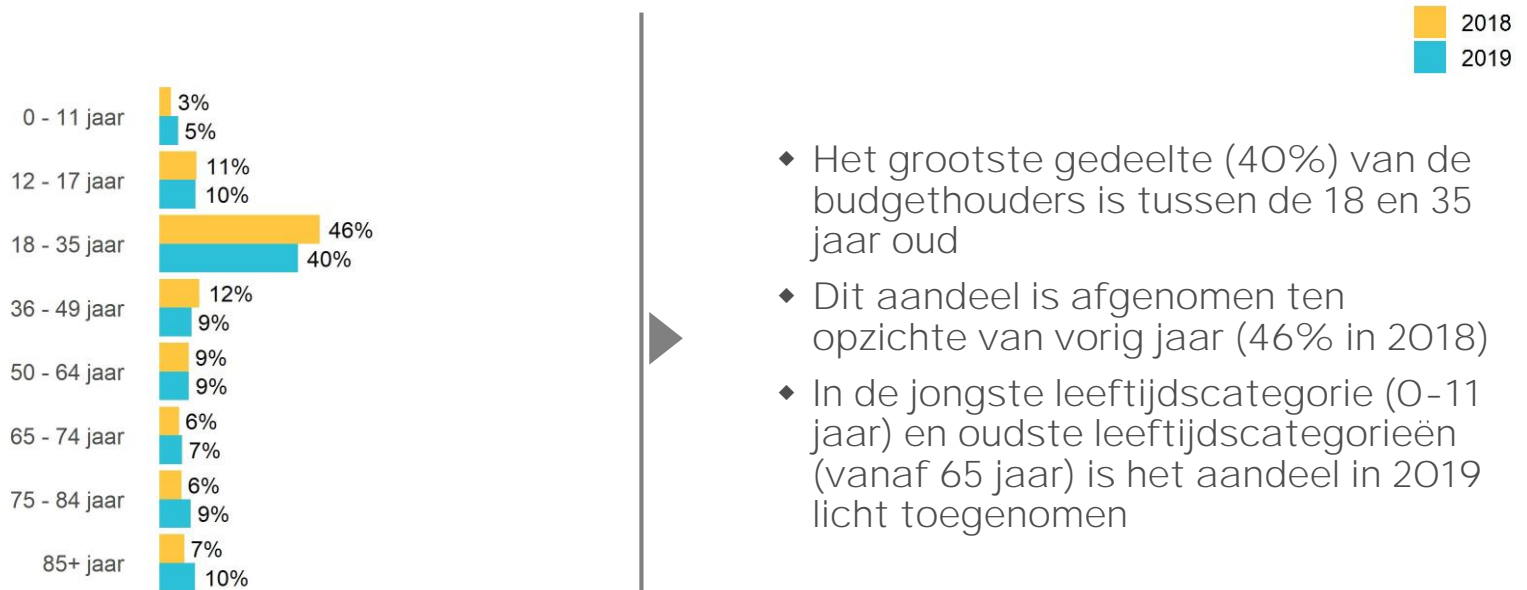 2018
2019
0 - 11 jaar
3%
5%
12 - 17 jaar
11%
10%
18 - 35 jaar
46%
40%
36 - 49 jaar
12%
9%
50 - 64 jaar
9%
9%
65 - 74 jaar
6%
7%
75 - 84 jaar
6%
9%
85+ jaar
7%
10%
◆ Het grootste gedeelte (40%) van de
budgethouders is tussen de 18 en 35
jaar oud
◆ Dit aandeel is afgenomen ten
opzichte van vorig jaar (46% in 2018)
◆ In de jongste leeftijdscategorie (0-11
jaar) en oudste leeftijdscategorieën
(vanaf 65 jaar) is het aandeel in 2019
licht toegenomen